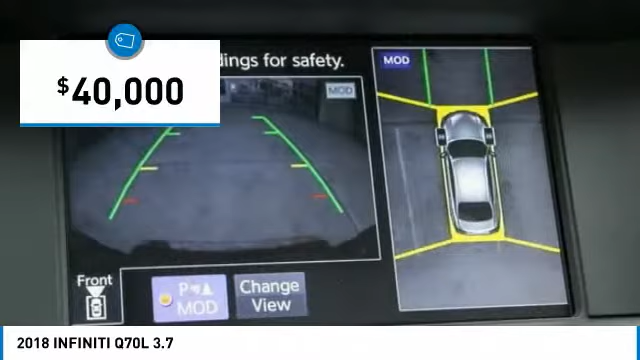 $40,000
dings for safety.
MOD
MOD
Front
P
MOD
Change
View
2018 INFINITI Q70L 3.7